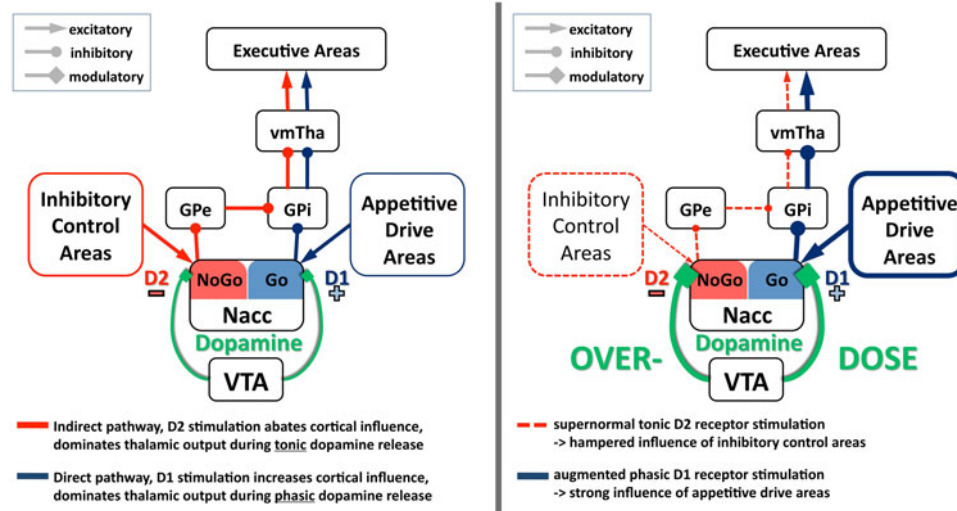 excitatory
inhibitory
modulatory
Executive Areas
vmTha
Inhibitory
Control
Areas
GPe
GPi
Appetitive
Drive
Areas
D2
NoGo
Go
D1
Nacc
Dopamine
VTA
Indirect pathway, D2 stimulation abates cortical influence,
dominates thalamic output during tonic dopamine release
Direct pathway, D1 stimulation increases cortical influence,
dominates thalamic output during phasic dopamine release
excitatory
inhibitory
modulatory
Executive Areas
vmTha
Inhibitory
Control
Areas
GPe
GPi
Appetitive
Drive
Areas
D2
NoGo
Go
D1
Nacc
Dopamine
OVER- DOSE
VTA
supernormal tonic D2 receptor stimulation
-> hampered influence of inhibitory control areas
augmented phasic D1 receptor stimulation
-> strong influence of appetitive drive areas